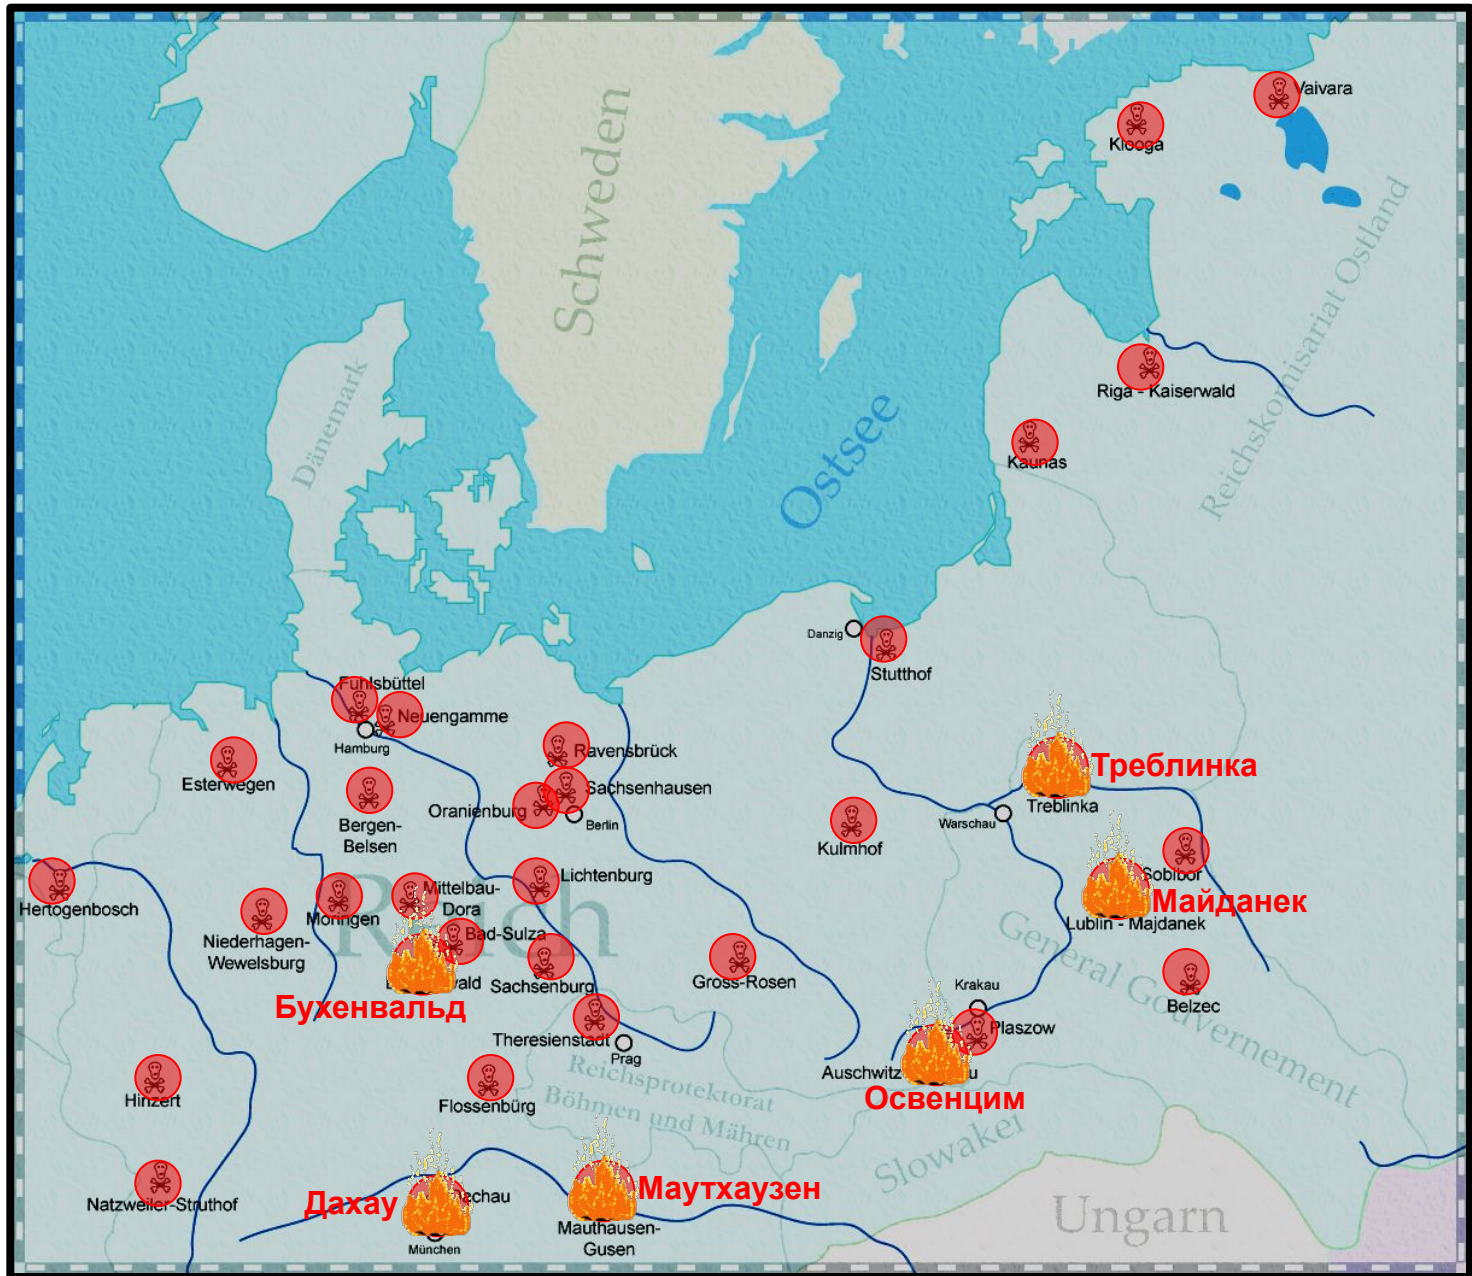 Vaivara
Klooga
Schweden
Reichskomisariat Ostland
Riga - Kaiserwald
Dänemark
Ostsee
Kaunas
Danzig
Stutthof
Fuhlsbüttel
Neuengamme
Hamburg
Ravensbrück
Esterwegen
Sachsenhausen
Oranienburg
Berlin
Bergen-
Belsen
Треблинка
Treblinka
Warschau
Kulmhof
Sobibor
Майданек
Lublin - Majdanek
Lichtenburg
Hertogenbosch
Moringen
Mittelbau-
Dora
Reich
Niederhagen-
Wewelsburg
Bad-Sulza
Sachsenburg
Gross-Rosen
Бухенвальд
General Gouvernement
Belzec
Krakau
Plaszow
Theresienstadt
Prag
Auschwitz
Освенцим
Reichsprotektorat
Böhmen und Mähren
Hinzert
Flossenbürg
Slowakei
Natzweiler-Struthof
Дахау
München
Маутхаузен
Mauthausen-
Gusen
Ungarn